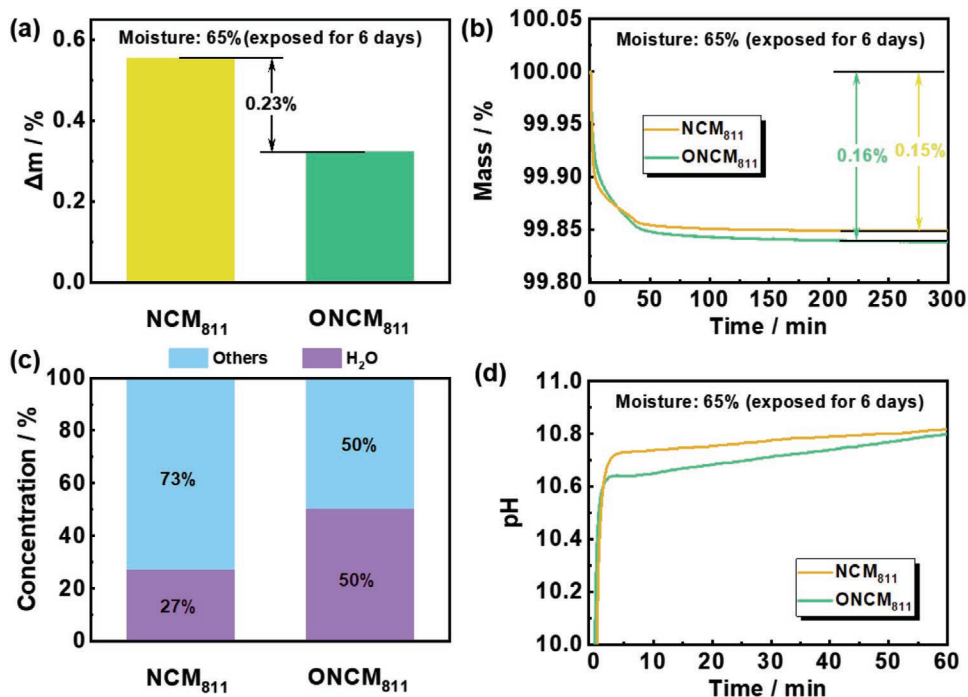 (a)
Moisture: 65% (exposed for 6 days)
0.23%
Δm / %
0.6
0.4
0.2
0.0
NCM₈₁₁
ONCM₈₁₁
(b)
Moisture: 65% (exposed for 6 days)
NCM₈₁₁
ONCM₈₁₁
0.16%
0.15%
Mass / %
100.05
100.00
99.95
99.90
99.85
99.80
0
50
100
150
200
250
300
Time / min
(c)
Others
H₂O
Concentration / %
100
80
60
40
20
0
73%
27%
50%
50%
NCM₈₁₁
ONCM₈₁₁
(d)
Moisture: 65% (exposed for 6 days)
NCM₈₁₁
ONCM₈₁₁
pH
11.0
10.8
10.6
10.4
10.2
10.0
0
10
20
30
40
50
60
Time / min